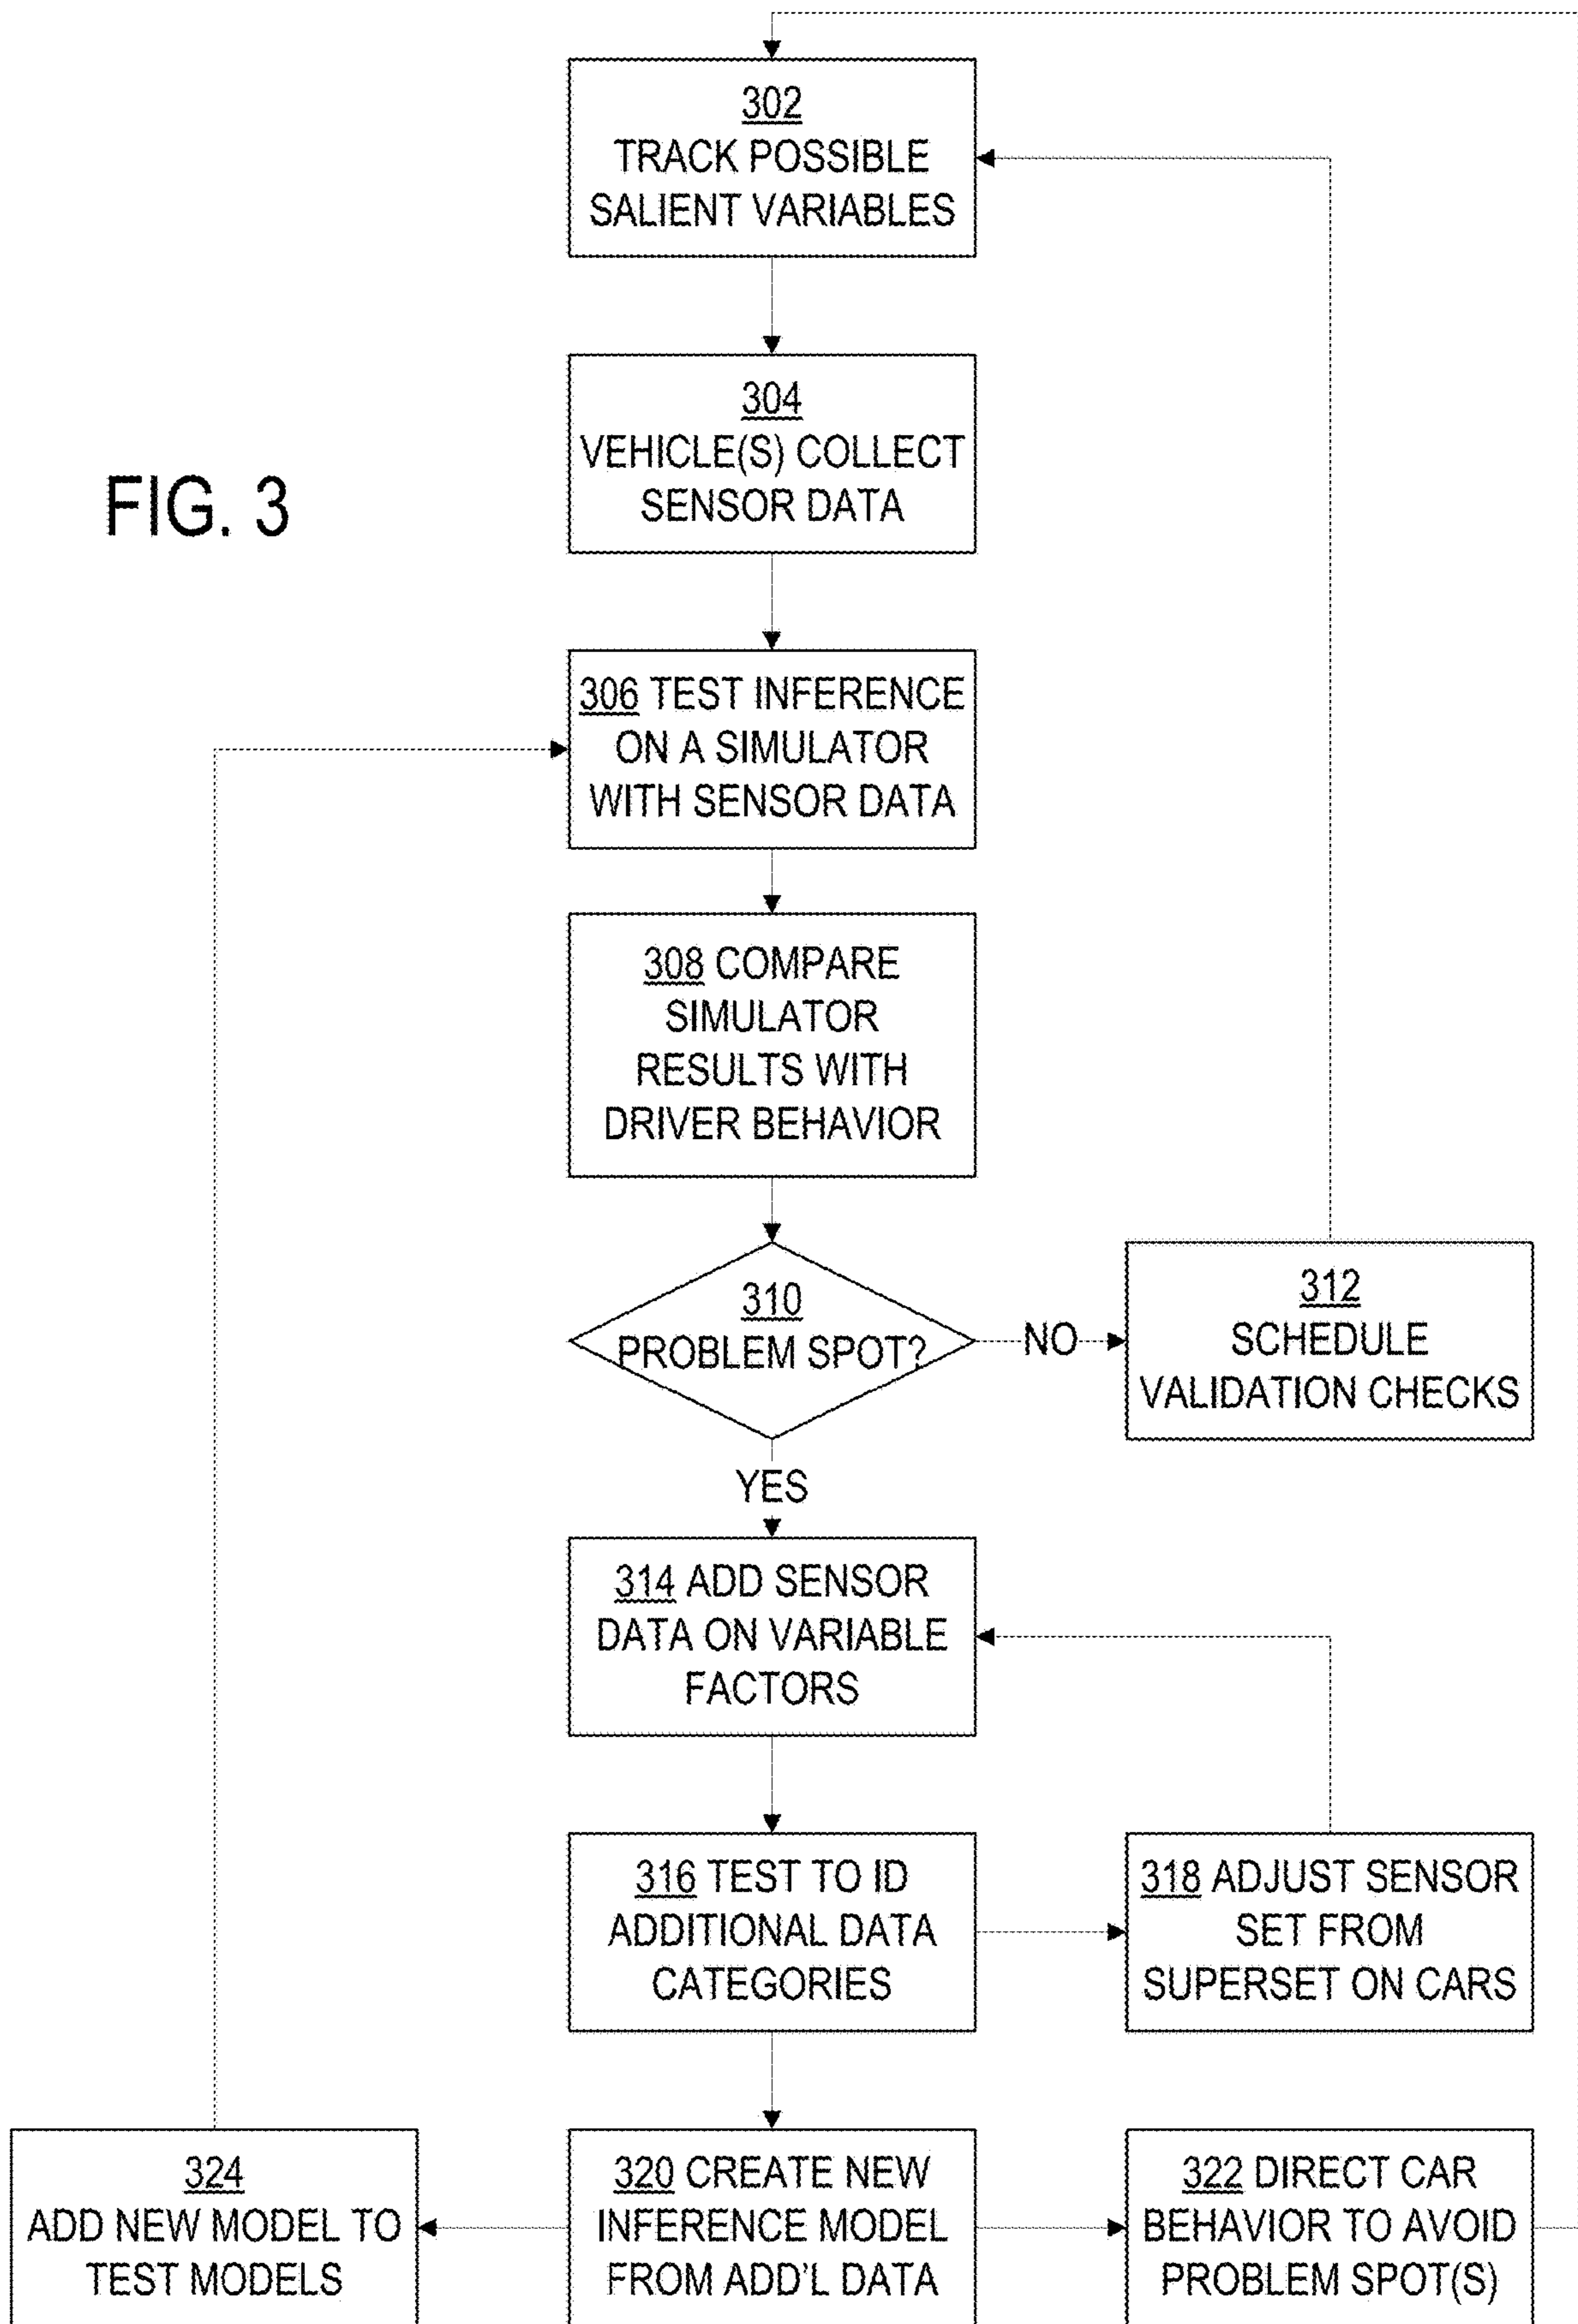 302
TRACK POSSIBLE
SALIENT VARIABLES
304
VEHICLE(S) COLLECT
SENSOR DATA
FIG. 3
306 TEST INFERENCE
ON A SIMULATOR
WITH SENSOR DATA
308 COMPARE
SIMULATOR
RESULTS WITH
DRIVER BEHAVIOR
310
PROBLEM SPOT?
NO
312
SCHEDULE
VALIDATION CHECKS
YES
314 ADD SENSOR
DATA ON VARIABLE
FACTORS
316 TEST TO ID
ADDITIONAL DATA
CATEGORIES
318 ADJUST SENSOR
SET FROM
SUPERSET ON CARS
324
ADD NEW MODEL TO
TEST MODELS
320 CREATE NEW
INFERENCE MODEL
FROM ADD'L DATA
322 DIRECT CAR
BEHAVIOR TO AVOID
PROBLEM SPOT(S)